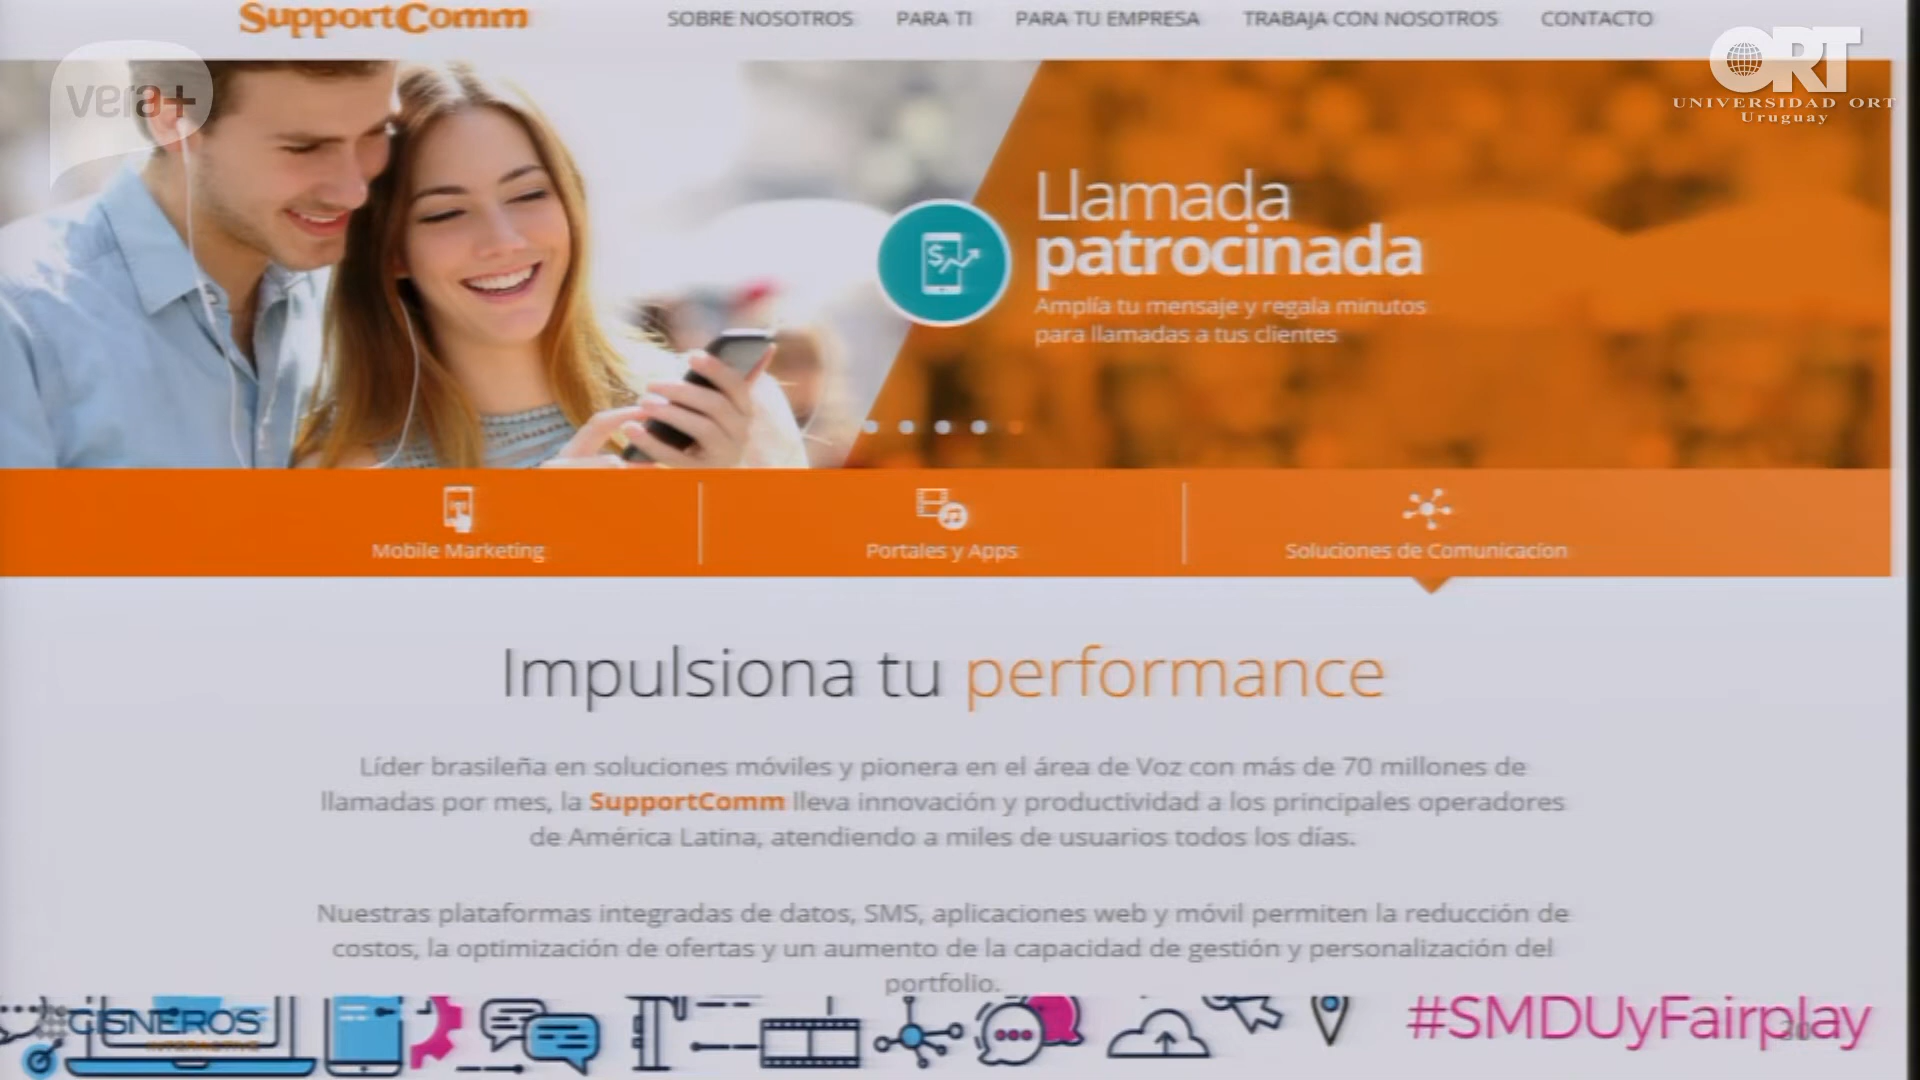 SupportComm
SOBRE NOSOTROS PARA TI PARA TU EMPRESA TRABAJA CON NOSOTROS CONTACTO
vera+
ORT
UNIVERSIDAD ORT
Uruguay
Llamada
patrocinada
Amplía tu mensaje y regala minutos
para llamadas a tus clientes
Mobile Marketing
Portales y Apps
Soluciones de Comunicacíon
Impulsiona tu performance
Líder brasileña en soluciones móviles y pionera en el área de Voz con más de 70 millones de
llamadas por mes, la SupportComm lleva innovación y productividad a los principales operadores
de América Latina, atendiendo a miles de usuarios todos los días.
Nuestras plataformas integradas de datos, SMS, aplicaciones web y móvil permiten la reducción de
costos, la optimización de ofertas y un aumento de la capacidad de gestión y personalización del
portfolio.
CISNEROS
INTERACTIVE
#SMDUyFairplay
20